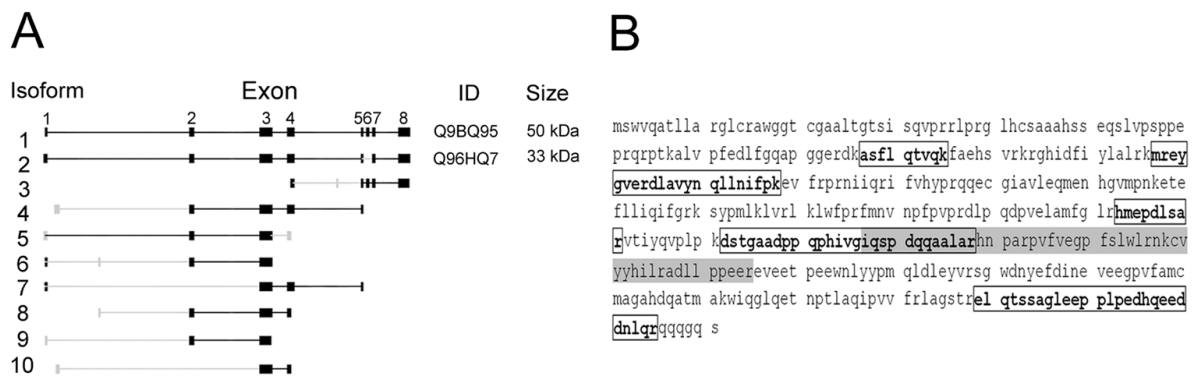 A
Isoform Exon ID Size
1 2 3 4 5 6 7 8
1 Q9BQ95 50 kDa
2 Q96HQ7 33 kDa
3
4
5
6
7
8
9
10
B
mswvqatlla rglcrawggt cgaaltgtsi sqvprrlprg lhcsaaahss eqslvpsppe
prqrptkalv pfedlfgqap ggerdkasfl qtvqkfaehs vrkrghidfi ylalrkmrey
gverdlavyn qllnifpkev frprniiqri fvhyprqqec giavleqmen hgvmpnkete
flliqifgrk sypmlklvrl klwfprfmnv npfpvprdlp qdpvelamfg lrhmepdlsa
rvtiyqvplp kdstgaadpp qphivgiqsp dqqaalarhn parpvfvegp fslwlrnkcv
yyhilradll ppeereveet peewnlyypm qldleyvrsg wdnyefdine veegpvfamc
magahdqatm akwiqglqet nptlaqipvv frlagstrel qtssagleep plpedhqeed
dnlqrqqqgq s